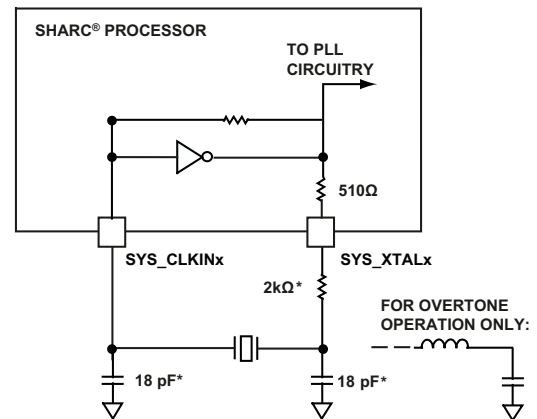 SHARC® PROCESSOR
TO PLL
CIRCUITRY
510Ω
SYS_CLKINx
SYS_XTALx
2kΩ*
FOR OVERTONE
OPERATION ONLY:
18 pF*
18 pF*